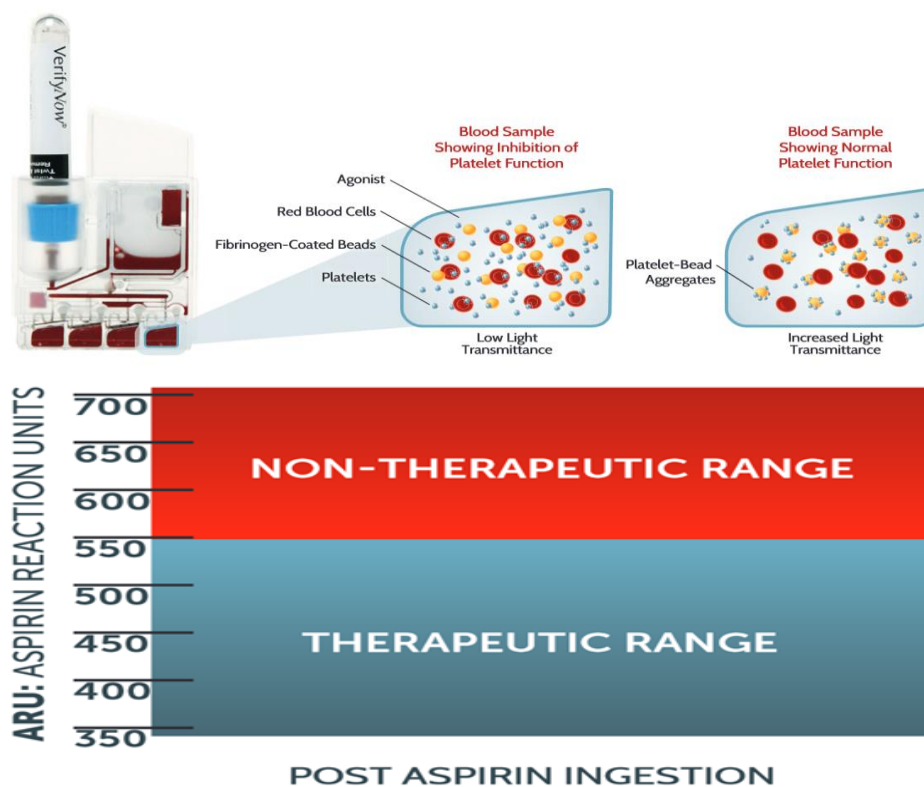 VerifyNow®
Blood Sample
Showing Inhibition of
Platelet Function
Blood Sample
Showing Normal
Platelet Function
Agonist
Red Blood Cells
Fibrinogen-Coated Beads
Platelets
Platelet-Bead
Aggregates
Low Light
Transmittance
Increased Light
Transmittance
ARU: ASPIRIN REACTION UNITS
700
650
600
550
500
450
400
350
NON-THERAPEUTIC RANGE
THERAPEUTIC RANGE
POST ASPIRIN INGESTION